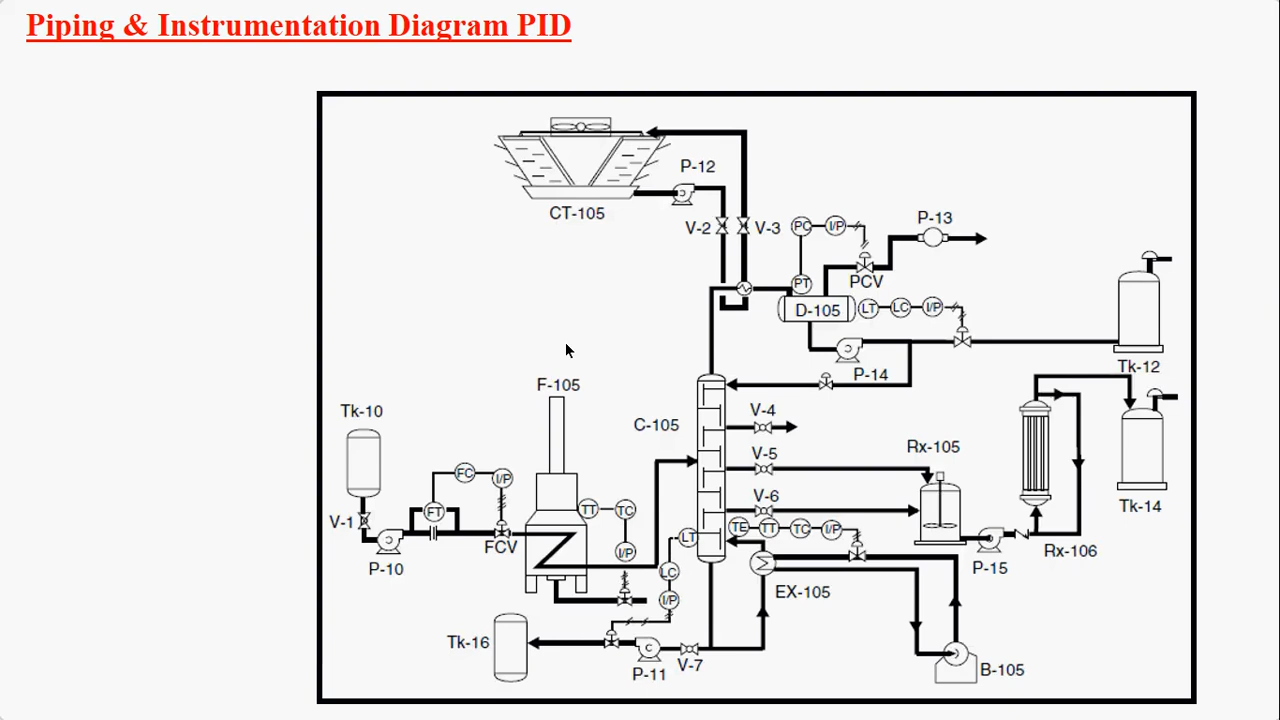 Piping & Instrumentation Diagram PID
P-12
CT-105
V-2
V-3
PC
I/P
P-13
PT
PCV
D-105
LT
LC
I/P
P-14
Tk-12
F-105
Tk-10
C-105
V-4
V-5
V-6
Rx-105
Tk-14
FC
I/P
FT
V-1
P-10
FCV
TT
TC
I/P
TE
TT
TC
I/P
LT
LC
I/P
P-15
Rx-106
EX-105
Tk-16
P-11
V-7
B-105